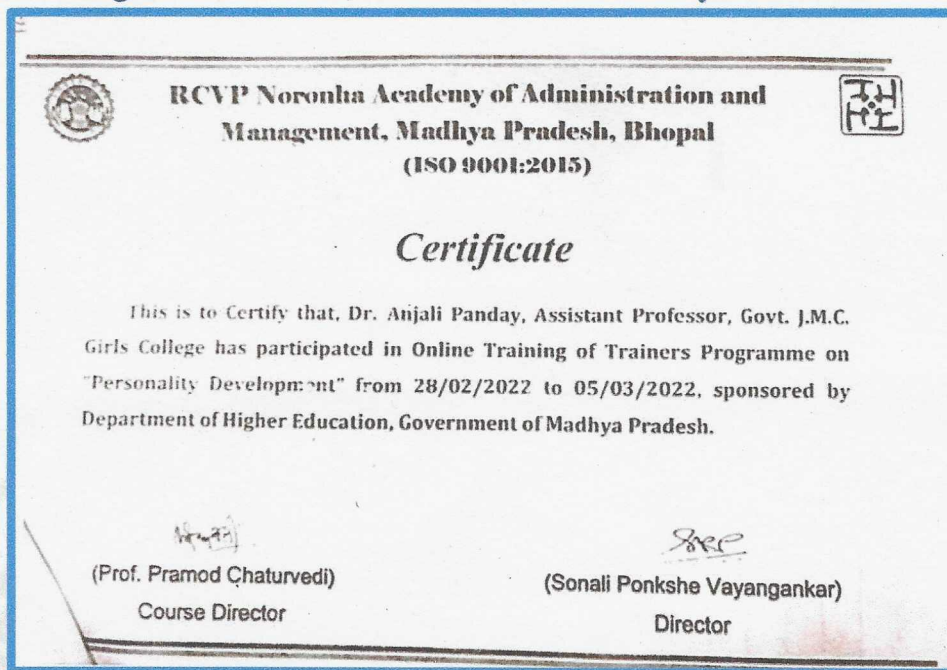 RCVP Noronha Academy of Administration and
Management, Madhya Pradesh, Bhopal
(ISO 9001:2015)
Certificate
This is to Certify that, Dr. Anjali Panday, Assistant Professor, Govt. J.M.C.
Girls College has participated in Online Training of Trainers Programme on
"Personality Development" from 28/02/2022 to 05/03/2022, sponsored by
Department of Higher Education, Government of Madhya Pradesh.
(Prof. Pramod Chaturvedi)
Course Director
(Sonali Ponkshe Vayangankar)
Director